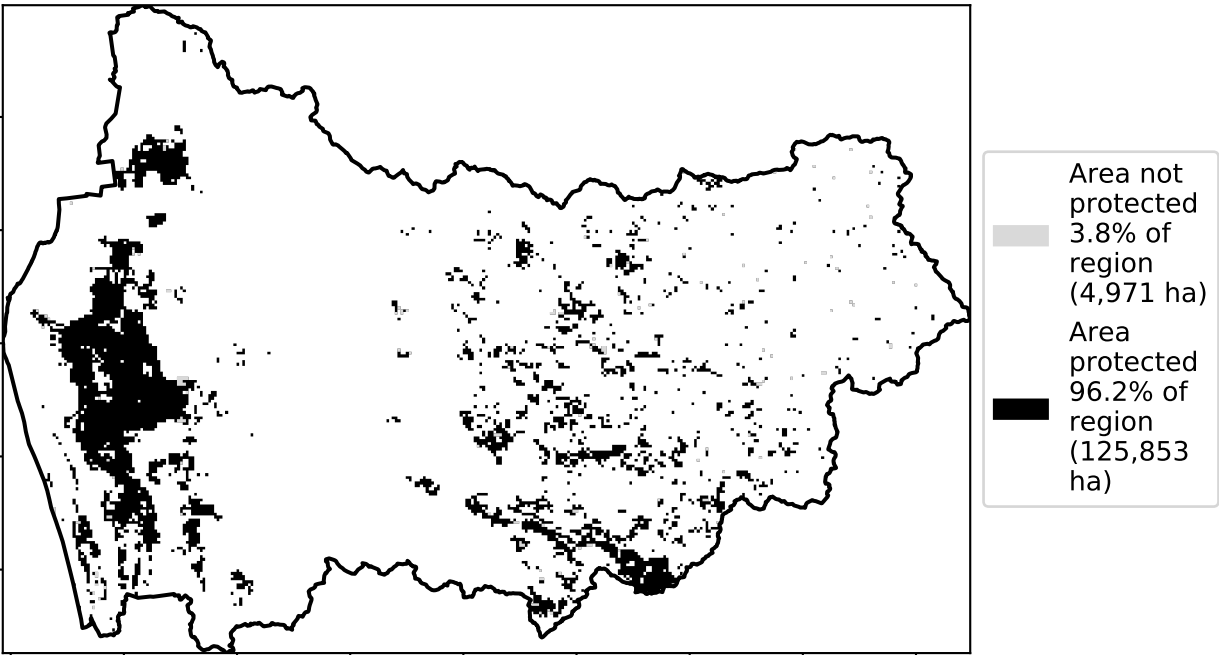 Area not
protected
3.8% of
region
(4,971 ha)
Area
protected
96.2% of
region
(125,853
ha)